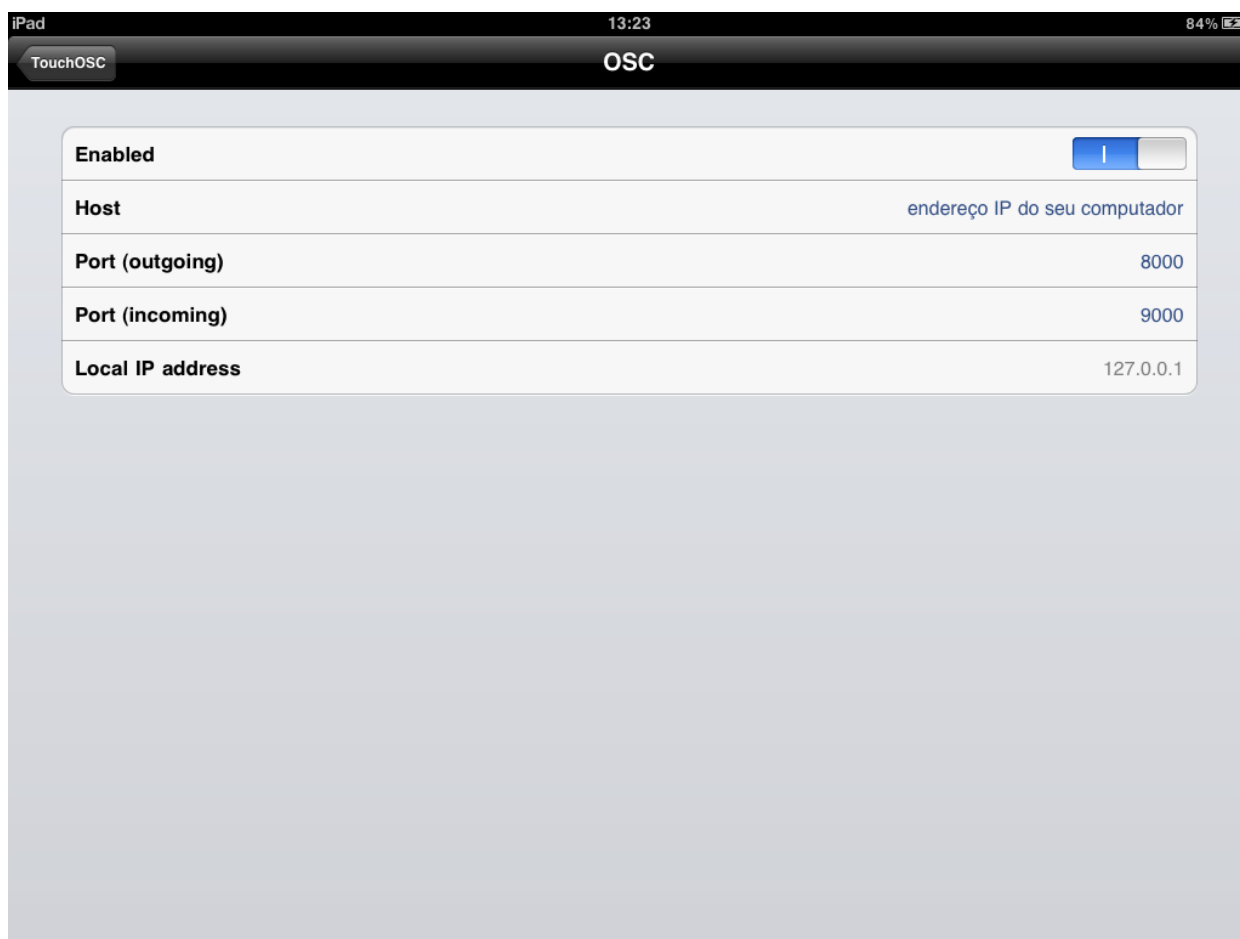 iPad 13:23 84%
TouchOSC OSC
Enabled
Host endereço IP do seu computador
Port (outgoing) 8000
Port (incoming) 9000
Local IP address 127.0.0.1